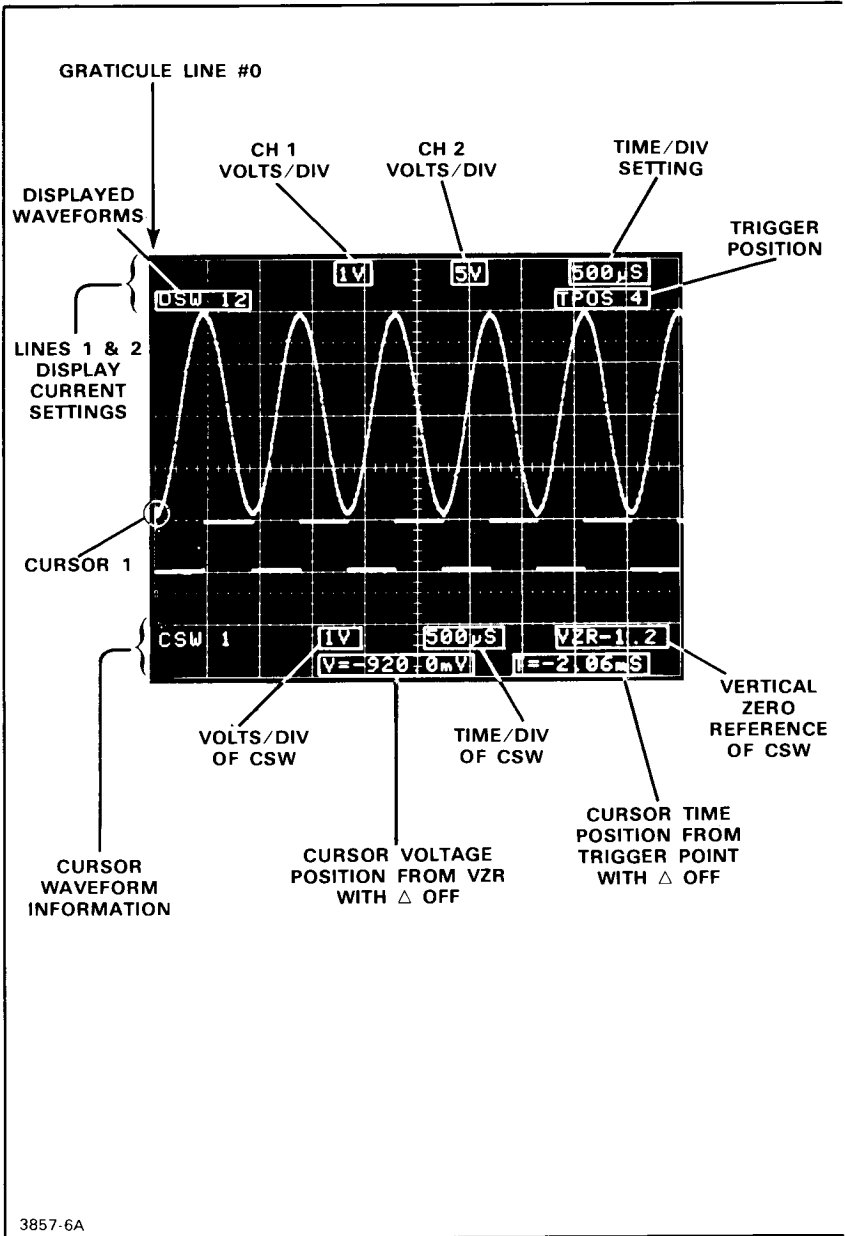 GRATICULE LINE #0
CH 1
VOLTS/DIV
CH 2
VOLTS/DIV
TIME/DIV
SETTING
DISPLAYED
WAVEFORMS
TRIGGER
POSITION
1V
5V
500µS
DSW 12
TPOS 4
LINES 1 & 2
DISPLAY
CURRENT
SETTINGS
CURSOR 1
CSW 1
1V
500µS
VZR-1.2
V=-920.0mV
T=-2.06mS
VOLTS/DIV
OF CSW
TIME/DIV
OF CSW
VERTICAL
ZERO
REFERENCE
OF CSW
CURSOR
WAVEFORM
INFORMATION
CURSOR VOLTAGE
POSITION FROM VZR
WITH △ OFF
CURSOR TIME
POSITION FROM
TRIGGER POINT
WITH △ OFF
3857-6A